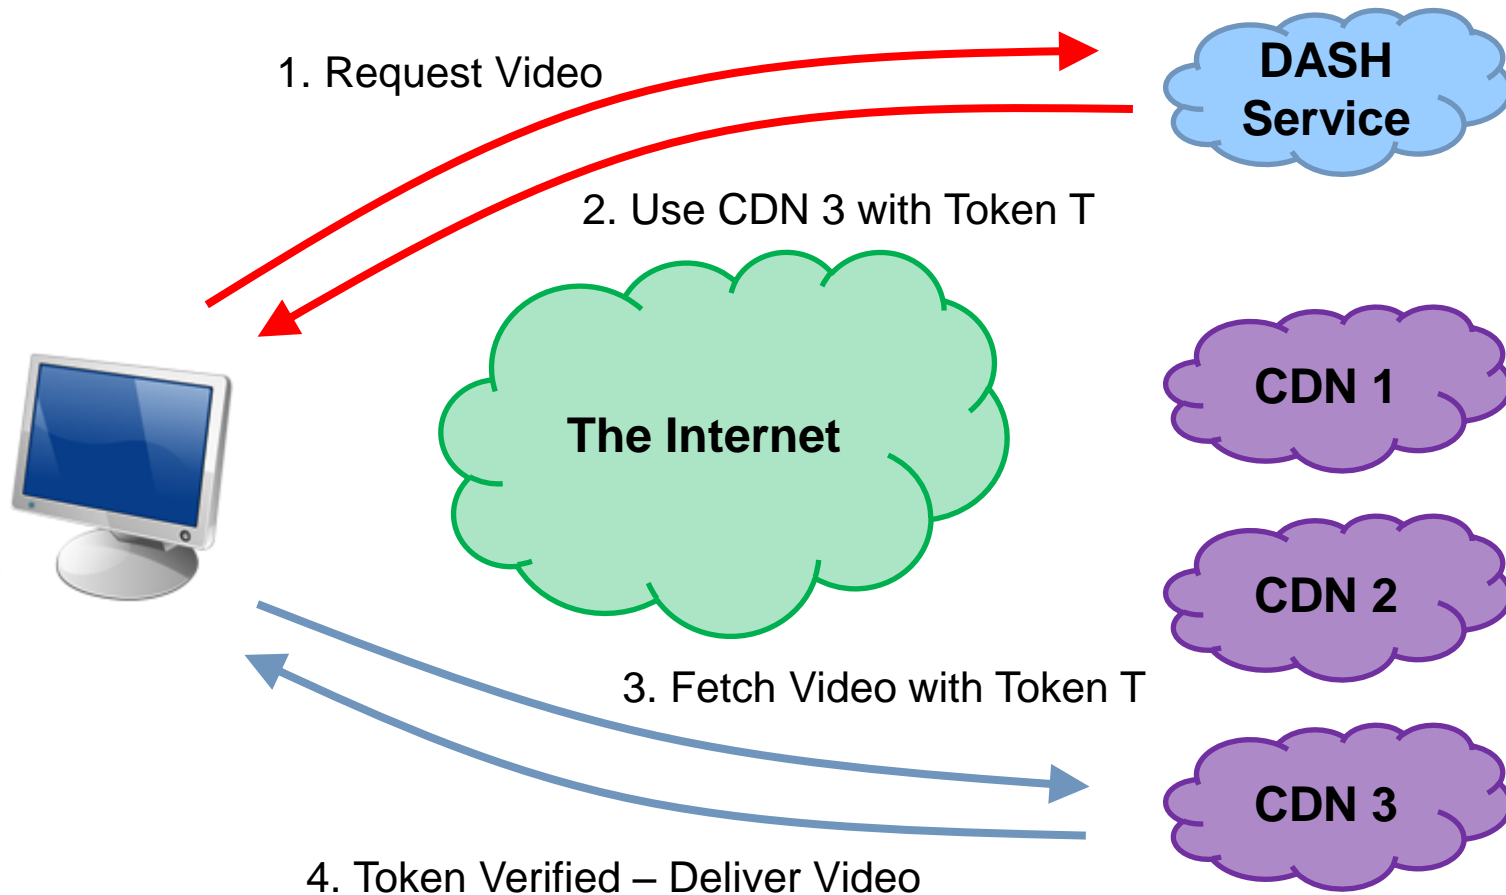 1. Request Video
DASH
Service
2. Use CDN 3 with Token T
The Internet
CDN 1
CDN 2
3. Fetch Video with Token T
CDN 3
4. Token Verified – Deliver Video